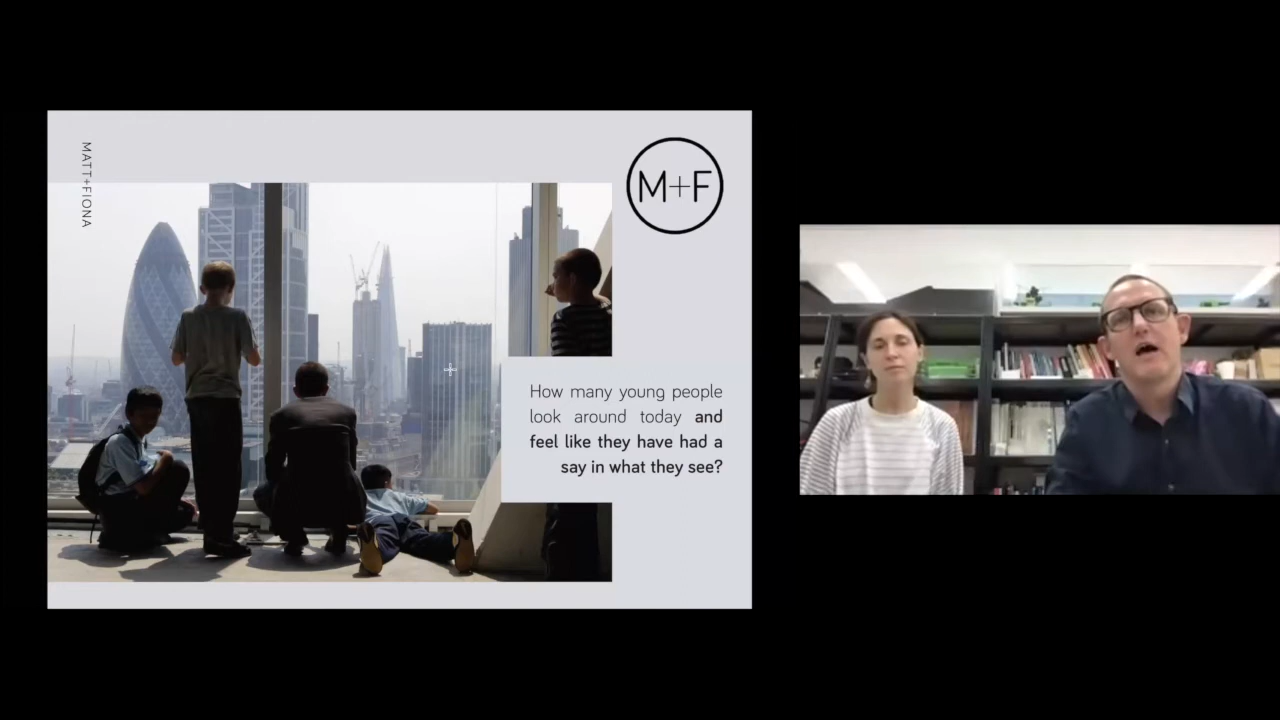 MATT+FIONA
M+F
How many young people
look around today and
feel like they have had a
say in what they see?